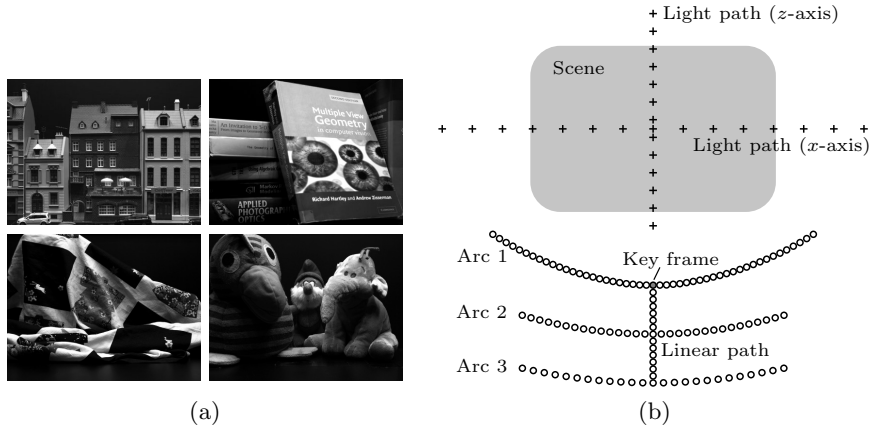 Light path (z-axis)
Scene
Light path (x-axis)
Multiple View
Geometry
in computer vision
Richard Hartley and Andrew Zisserman
APPLIED
PHOTOGRAPHIC
OPTICS
Arc 1
Key frame
Arc 2
Linear path
Arc 3
(a)
(b)